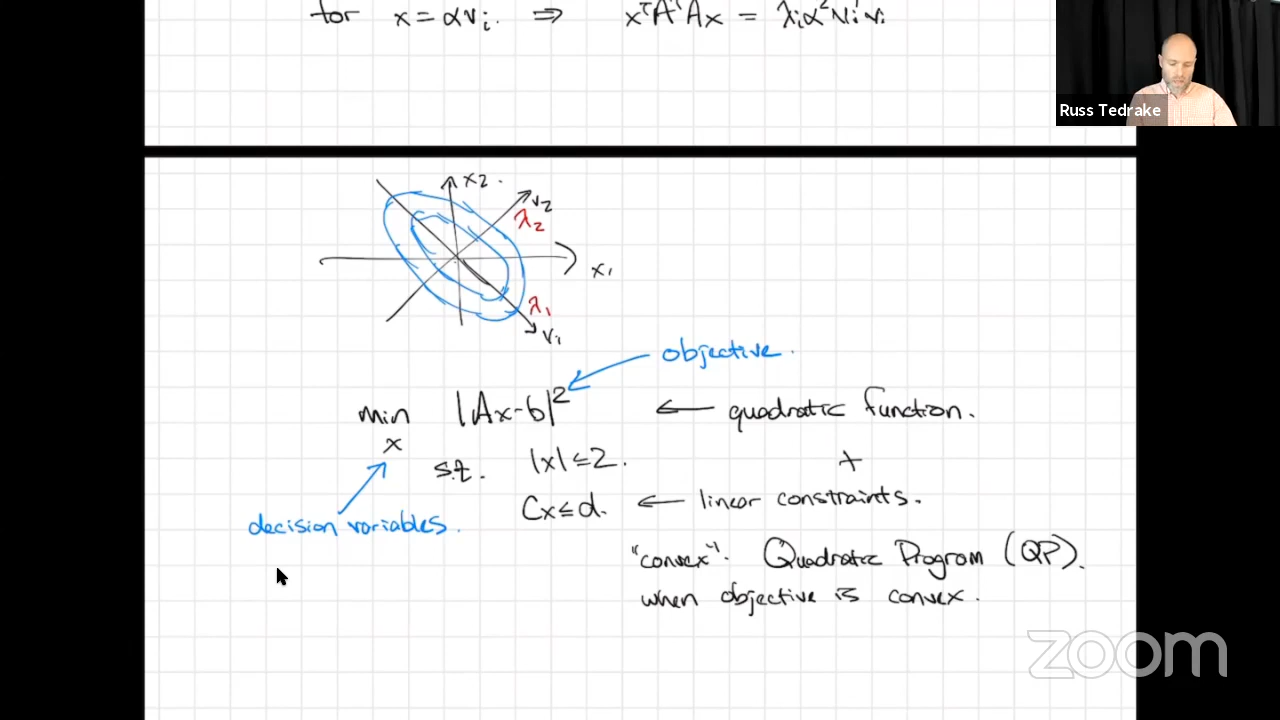 for x = αvᵢ. ⇒ xᵀAᵀAx = λᵢα²vᵢᵀvᵢ
Russ Tedrake
x₂.
v₂
λ₂
x₁
λ₁
v₁
objective.
min |Ax-b|² ← quadratic function.
x
s.t. |x| ≤ 2. +
Cx ≤ d. ← linear constraints.
decision variables.
"convex". Quadratic Program (QP).
when objective is convex.
zoom